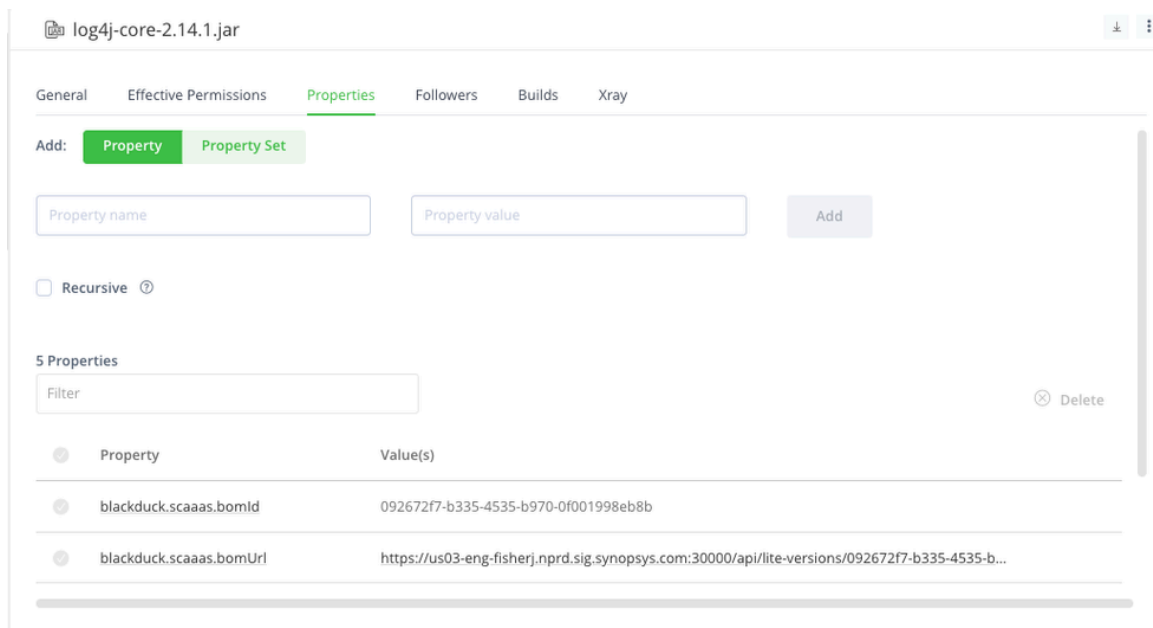 log4j-core-2.14.1.jar
General Effective Permissions Properties Followers Builds Xray
Add: Property Property Set
Property name Property value Add
Recursive
5 Properties
Filter
Delete
Property Value(s)
blackduck.scaaas.bomId 092672f7-b335-4535-b970-0f001998eb8b
blackduck.scaaas.bomUrl https://us03-eng-fisherj.nprd.sig.synopsys.com:30000/api/lite-versions/092672f7-b335-4535-b...